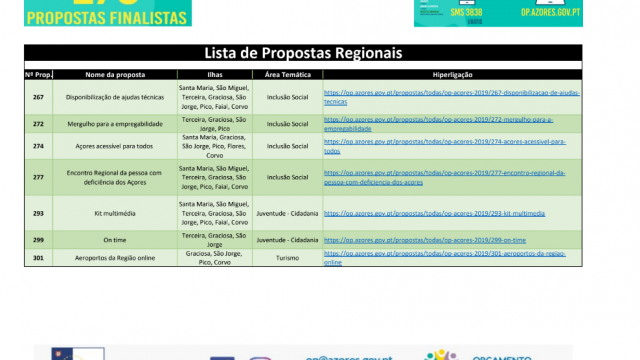 PROPOSTAS FINALISTAS
SMS 3838
GRÁTIS
OP.AZORES.GOV.PT
Lista de Propostas Regionais
Nº Prop. Nome da proposta Ilhas Área Temática Hiperligação
267 Disponibilização de ajudas técnicas Santa Maria, São Miguel, Terceira, Graciosa, São Jorge, Pico, Faial, Corvo Inclusão Social https://op.azores.gov.pt/propostas/todas/op-acores-2019/267-disponibilizacao-de-ajudas-tecnicas
272 Mergulho para a empregabilidade Terceira, Graciosa, São Jorge, Pico Inclusão Social https://op.azores.gov.pt/propostas/todas/op-acores-2019/272-mergulho-para-a-empregabilidade
274 Açores acessível para todos Santa Maria, Graciosa, São Jorge, Pico, Flores, Corvo Inclusão Social https://op.azores.gov.pt/propostas/todas/op-acores-2019/274-acores-acessivel-para-todos
277 Encontro Regional da pessoa com deficiência dos Açores Santa Maria, São Miguel, Terceira, Graciosa, São Jorge, Pico, Faial, Corvo Inclusão Social https://op.azores.gov.pt/propostas/todas/op-acores-2019/277-encontro-regional-da-pessoa-com-deficiencia-dos-acores
293 Kit multimédia Santa Maria, São Miguel, Terceira, Graciosa, São Jorge, Pico, Faial, Corvo Juventude - Cidadania https://op.azores.gov.pt/propostas/todas/op-acores-2019/293-kit-multimedia
299 On time Terceira, Graciosa, São Jorge Juventude - Cidadania https://op.azores.gov.pt/propostas/todas/op-acores-2019/299-on-time
301 Aeroportos da Região online Graciosa, São Jorge, Pico, Corvo Turismo https://op.azores.gov.pt/propostas/todas/op-acores-2019/301-aeroportos-da-regiao-online
op@azores.gov.pt
ORÇAMENTO